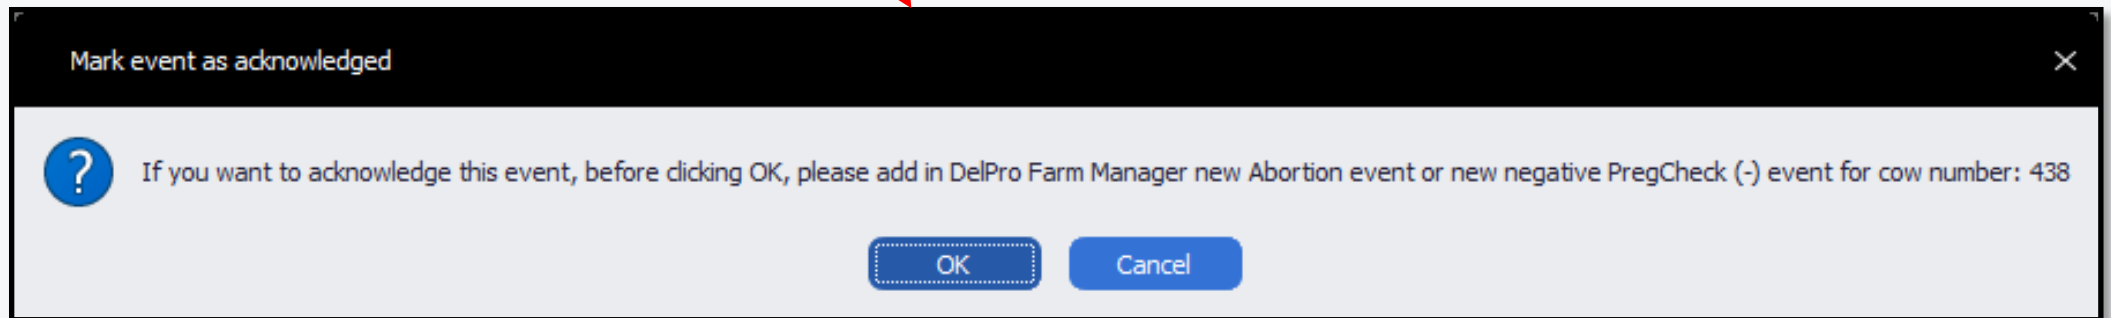 Mark event as acknowledged
If you want to acknowledge this event, before clicking OK, please add in DelPro Farm Manager new Abortion event or new negative PregCheck (-) event for cow number: 438
OK Cancel